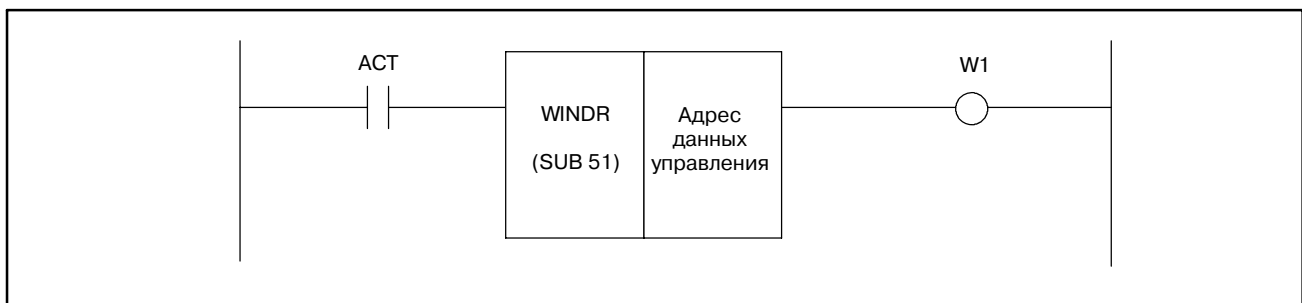 ACT
W1
WINDR
(SUB 51)
Адрес
данных
управления